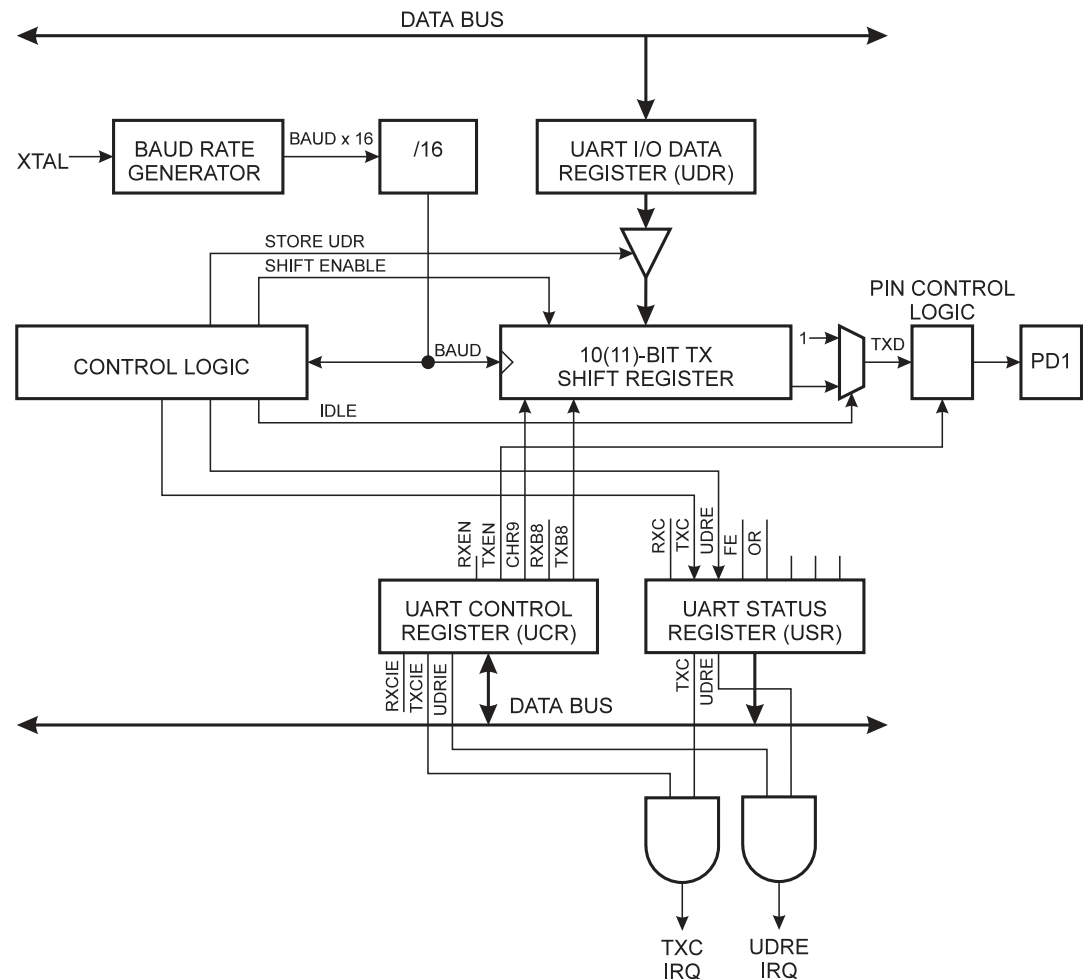 DATA BUS
XTAL
BAUD RATE
GENERATOR
BAUD x 16
/16
UART I/O DATA
REGISTER (UDR)
STORE UDR
SHIFT ENABLE
PIN CONTROL
LOGIC
CONTROL LOGIC
BAUD
10(11)-BIT TX
SHIFT REGISTER
1
TXD
PD1
IDLE
RXEN
TXEN
CHR9
RXB8
TXB8
RXC
TXC
UDRE
FE
OR
UART CONTROL
REGISTER (UCR)
UART STATUS
REGISTER (USR)
RXCIE
TXCIE
UDRIE
TXC
UDRE
DATA BUS
TXC
IRQ
UDRE
IRQ